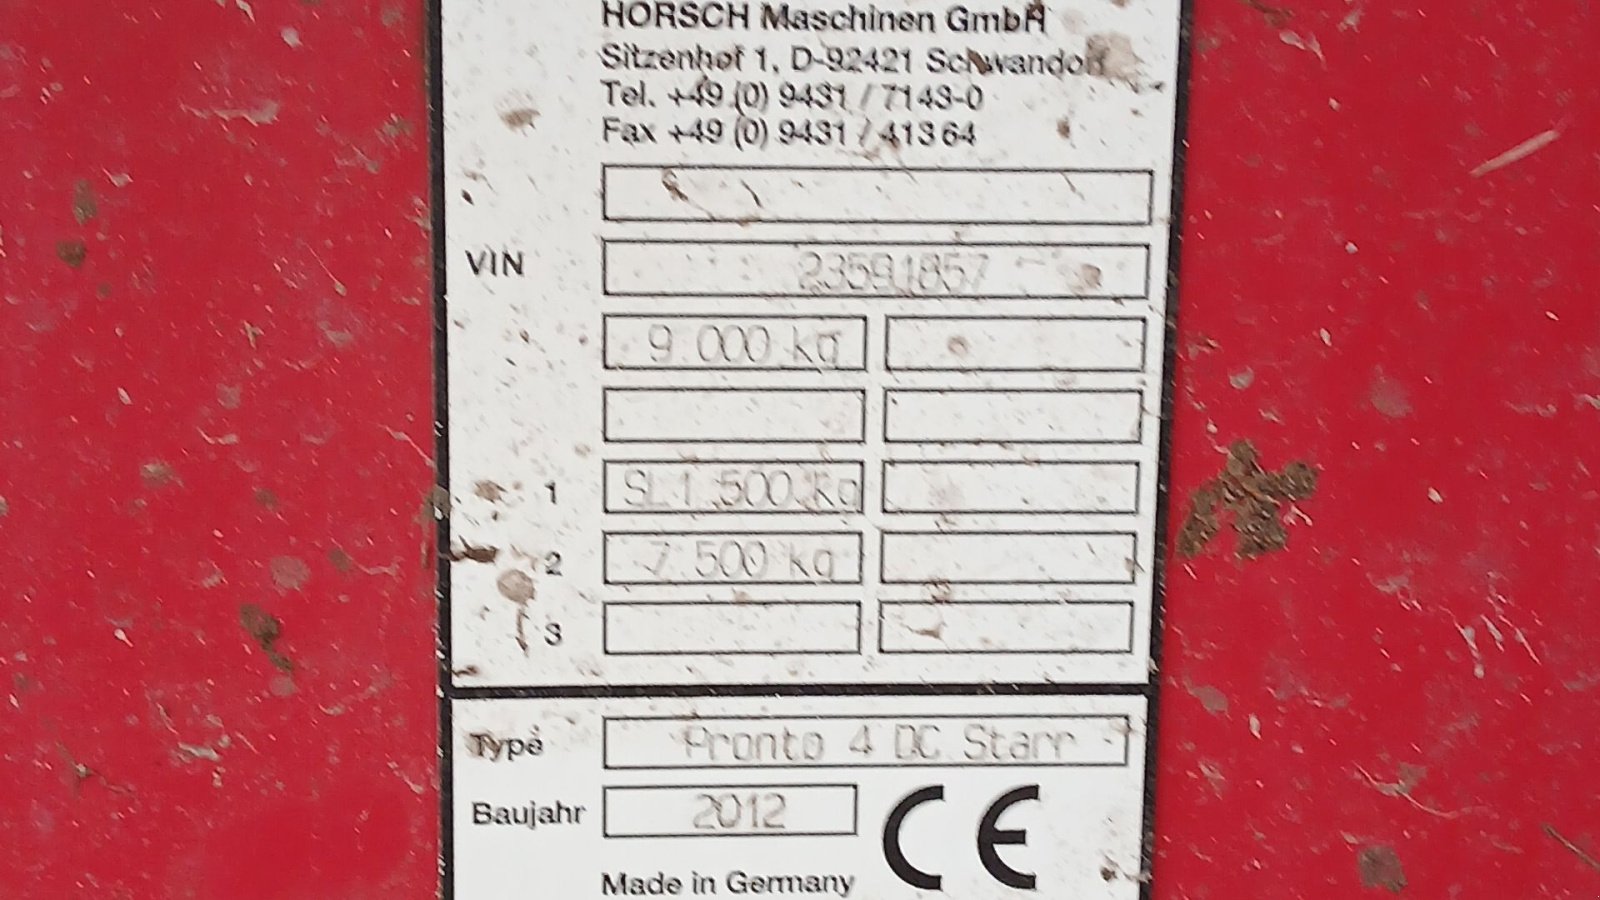 HORSCH Maschinen GmbH
Sitzenhof 1, D-92421 Schwandorf
Tel. +49 (0) 9431 / 7143-0
Fax +49 (0) 9431 / 41364
VIN 23591857
9 000 kg
1 SL1 500 kg
2 7 500 kg
3
Type Pronto 4 DC Starr
Baujahr 2012 CE
Made in Germany